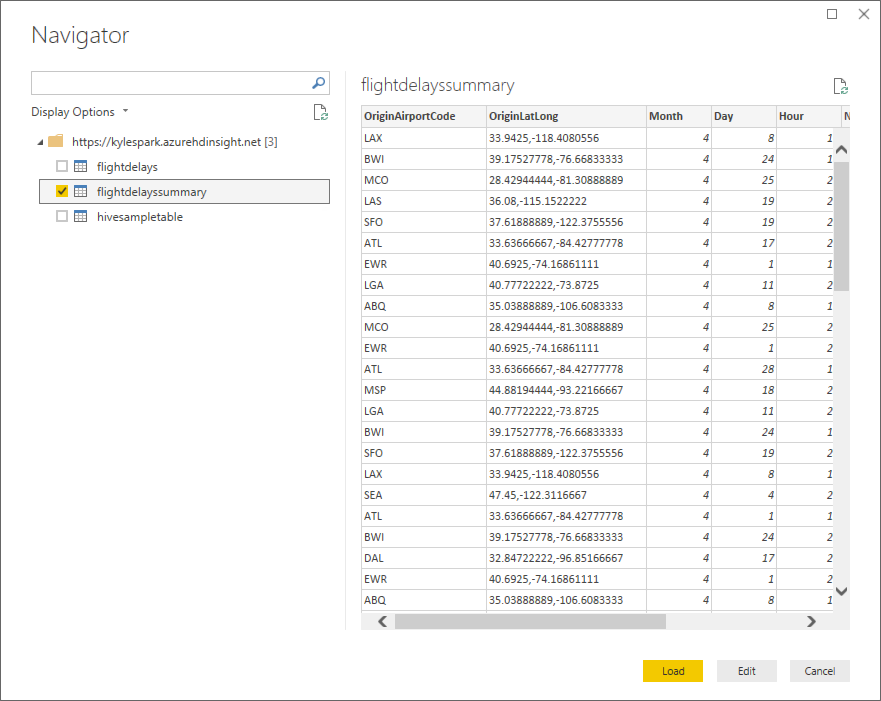 Navigator
Display Options
https://kylespark.azurehdinsight.net [3]
flightdelays
flightdelayssummary
hivesampletable
flightdelayssummary
OriginAirportCode OriginLatLong Month Day Hour N
LAX 33.9425,-118.4080556 4 8 1
BWI 39.17527778,-76.66833333 4 24 1
MCO 28.42944444,-81.30888889 4 25 2
LAS 36.08,-115.1522222 4 19 2
SFO 37.61888889,-122.3755556 4 19 2
ATL 33.63666667,-84.42777778 4 17 2
EWR 40.6925,-74.16861111 4 1 1
LGA 40.77722222,-73.8725 4 11 2
ABQ 35.03888889,-106.6083333 4 8 1
MCO 28.42944444,-81.30888889 4 25 2
EWR 40.6925,-74.16861111 4 1 2
ATL 33.63666667,-84.42777778 4 28 1
MSP 44.88194444,-93.22166667 4 18 2
LGA 40.77722222,-73.8725 4 11 2
BWI 39.17527778,-76.66833333 4 24 1
SFO 37.61888889,-122.3755556 4 19 2
LAX 33.9425,-118.4080556 4 8 1
SEA 47.45,-122.3116667 4 4 2
ATL 33.63666667,-84.42777778 4 1 1
BWI 39.17527778,-76.66833333 4 24 2
DAL 32.84722222,-96.85166667 4 17 2
EWR 40.6925,-74.16861111 4 1 2
ABQ 35.03888889,-106.6083333 4 8 1
Load Edit Cancel